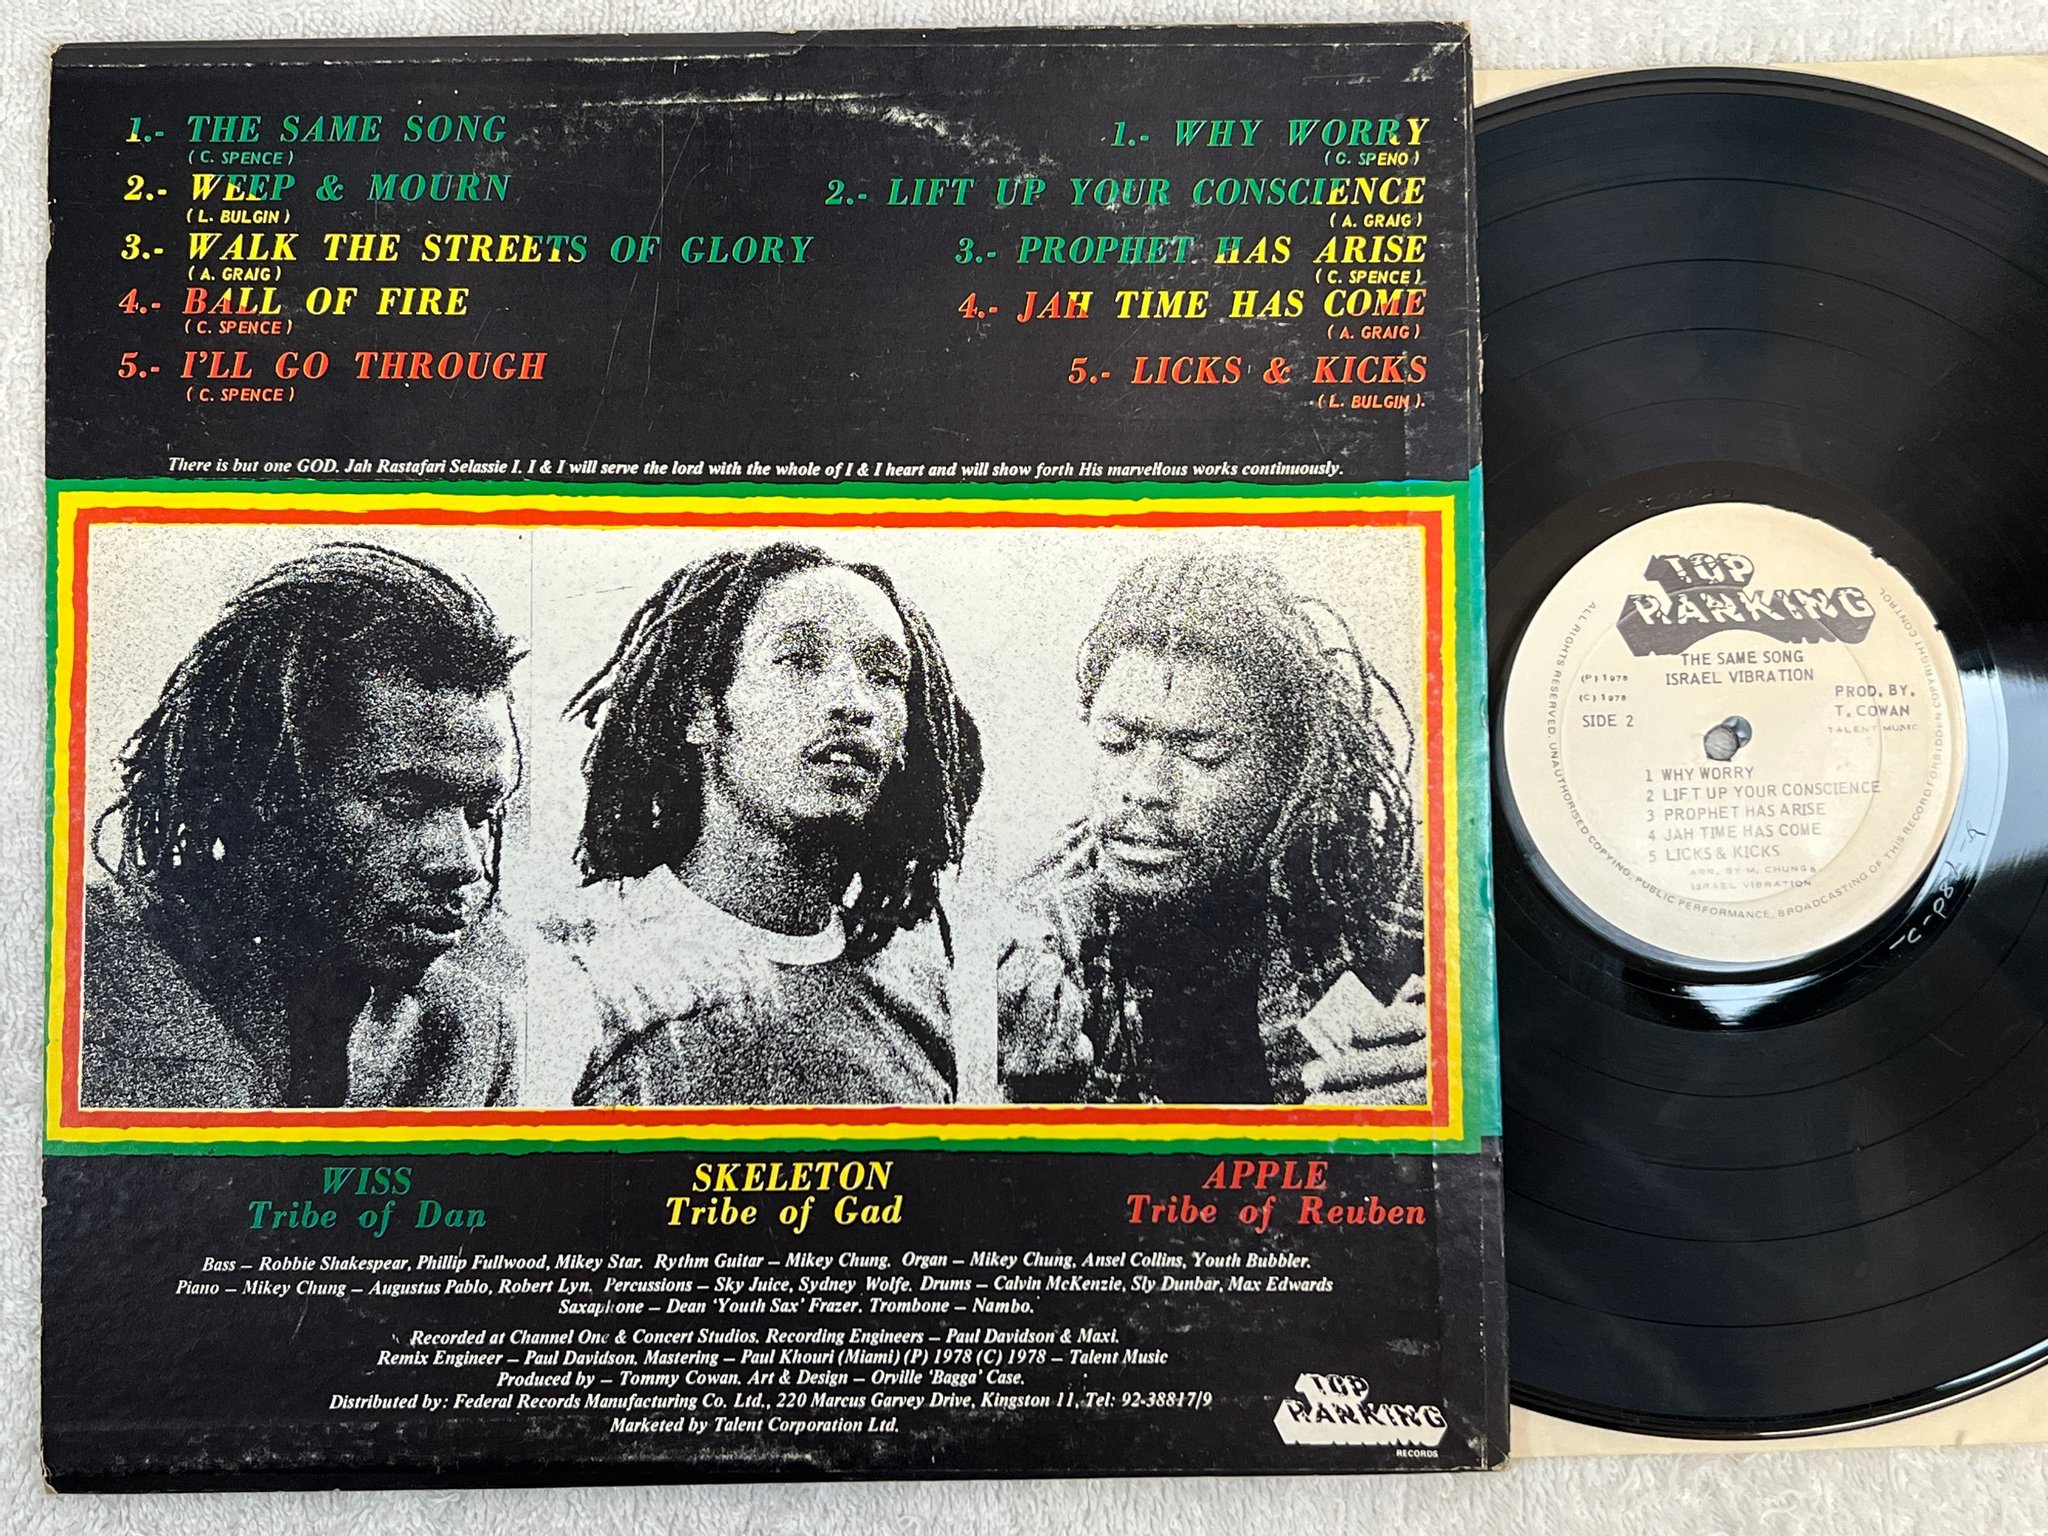 1.- THE SAME SONG
(C. SPENCE)
2.- WEEP & MOURN
(L. BULGIN)
3.- WALK THE STREETS OF GLORY
(A. GRAIG)
4.- BALL OF FIRE
(C. SPENCE)
5.- I'LL GO THROUGH
(C. SPENCE)
1.- WHY WORRY
(C. SPENO)
2.- LIFT UP YOUR CONSCIENCE
(A. GRAIG)
3.- PROPHET HAS ARISE
(C. SPENCE)
4.- JAH TIME HAS COME
(A. GRAIG)
5.- LICKS & KICKS
(L. BULGIN).
There is but one GOD. Jah Rastafari Selassie I. I & I will serve the lord with the whole of I & I heart and will show forth His marvellous works continuously.
WISS
Tribe of Dan
SKELETON
Tribe of Gad
APPLE
Tribe of Reuben
Bass – Robbie Shakespear, Phillip Fullwood, Mikey Star. Rythm Guitar – Mikey Chung. Organ – Mikey Chung, Ansel Collins, Youth Bubbler.
Piano – Mikey Chung – Augustus Pablo, Robert Lyn. Percussions – Sky Juice, Sydney Wolfe. Drums – Calvin McKenzie, Sly Dunbar, Max Edwards
Saxaphone – Dean 'Youth Sax' Frazer. Trombone – Nambo.
Recorded at Channel One & Concert Studios. Recording Engineers – Paul Davidson & Maxi.
Remix Engineer – Paul Davidson. Mastering – Paul Khouri (Miami) (P) 1978 (C) 1978 – Talent Music
Produced by – Tommy Cowan. Art & Design – Orville 'Bagga' Case.
Distributed by: Federal Records Manufacturing Co. Ltd., 220 Marcus Garvey Drive, Kingston 11, Tel: 92-38817/9
Marketed by Talent Corporation Ltd.
TOP
RANKING
RECORDS
TOP
RANKING
THE SAME SONG
ISRAEL VIBRATION
(P) 1978
(C) 1978
SIDE 2
PROD. BY.
T. COWAN
TALENT MUSIC
1 WHY WORRY
2 LIFT UP YOUR CONSCIENCE
3 PROPHET HAS ARISE
4 JAH TIME HAS COME
5 LICKS & KICKS
ARR. BY M. CHUNG &
ISRAEL VIBRATION
ALL RIGHTS RESERVED. UNAUTHORISED COPYING, PUBLIC PERFORMANCE, BROADCASTING OF THIS RECORD FORBIDDEN COPYRIGHT CONTROL